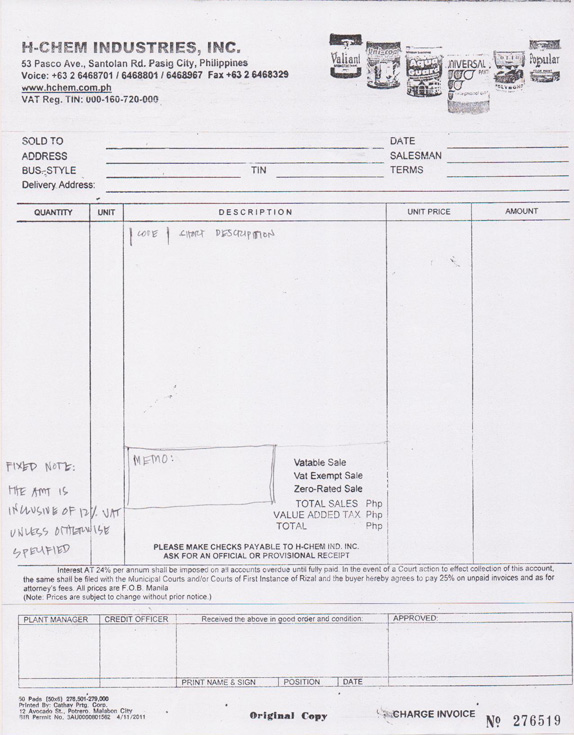 H-CHEM INDUSTRIES, INC.
53 Pasco Ave., Santolan Rd. Pasig City, Philippines
Voice: +63 2 6468701 / 6468801 / 6468967 Fax +63 2 6468329
www.hchem.com.ph
VAT Reg. TIN: 000-160-720-000
Valiant
Aqua Guard
UNIVERSAL
Popular
SOLD TO
DATE
ADDRESS
SALESMAN
BUS-STYLE TIN
TERMS
Delivery Address:
QUANTITY UNIT DESCRIPTION UNIT PRICE AMOUNT
| CODE | SHORT DESCRIPTION
MEMO:
FIXED NOTE:
THE AMT IS
INCLUSIVE OF 12% VAT
UNLESS OTHERWISE
SPECIFIED
Vatable Sale
Vat Exempt Sale
Zero-Rated Sale
TOTAL SALES Php
VALUE ADDED TAX Php
TOTAL Php
PLEASE MAKE CHECKS PAYABLE TO H-CHEM IND. INC.
ASK FOR AN OFFICIAL OR PROVISIONAL RECEIPT
Interest AT 24% per annum shall be imposed on all accounts overdue until fully paid. In the event of a Court action to effect collection of this account,
the same shall be filed with the Municipal Courts and/or Courts of First Instance of Rizal and the buyer hereby agrees to pay 25% on unpaid invoices and as for
attorney's fees. All prices are F.O.B. Manila
(Note: Prices are subject to change without prior notice.)
PLANT MANAGER CREDIT OFFICER Received the above in good order and condition. APPROVED:
PRINT NAME & SIGN POSITION DATE
50 Pads (50x6) 276,501-279,000
Printed By: Cathay Prtg. Corp.
12 Avocado St., Potrero, Malabon City
BIR Permit No. 3AU0000801562 4/11/2011
Original Copy
CHARGE INVOICE № 276519